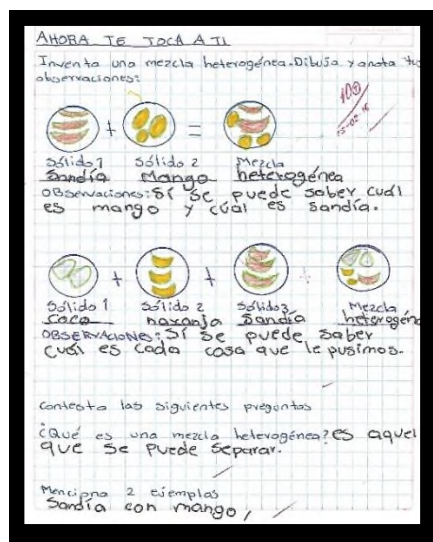 AHORA TE TOCA A TI
Inventa una mezcla heterogénea. Dibuja y anota tus
observaciones:
100
+ =
Sólido 1 Sólido 2 Mezcla
Sandía Mango heterogénea
OBservaciones: Sí se puede saber cuál
es mango y cúal es sandía.
+ +
Sólido 1 Sólido 2 Sólido 3 Mezcla
Coco naranja Sandía heterogéne
OBSERVAcioNES: Sí se puede saber
cuál es cada cosa que le pusimos.
Contesta las siguientes preguntas
¿Qué es una mezcla heterogénea? es aquel
que se puede separar.
Menciona 2 ejemplos
Sandía con mango,